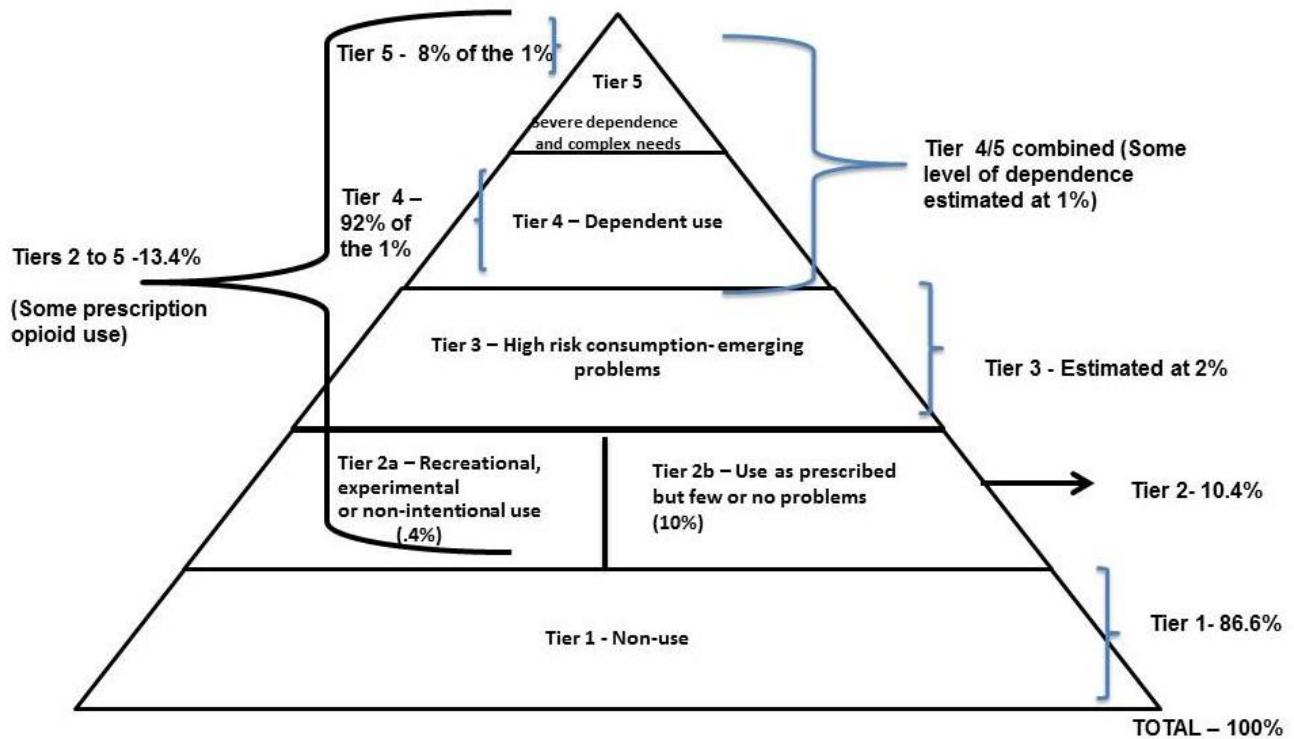 Tier 5 - 8% of the 1%
Tier 5
Severe dependence
and complex needs
Tier 4/5 combined (Some
level of dependence
estimated at 1%)
Tier 4 –
92% of
the 1%
Tier 4 – Dependent use
Tiers 2 to 5 -13.4%
(Some prescription
opioid use)
Tier 3 – High risk consumption-emerging
problems
Tier 3 - Estimated at 2%
Tier 2a – Recreational,
experimental
or non-intentional use
(.4%)
Tier 2b – Use as prescribed
but few or no problems
(10%)
Tier 2- 10.4%
Tier 1 - Non-use
Tier 1- 86.6%
TOTAL – 100%